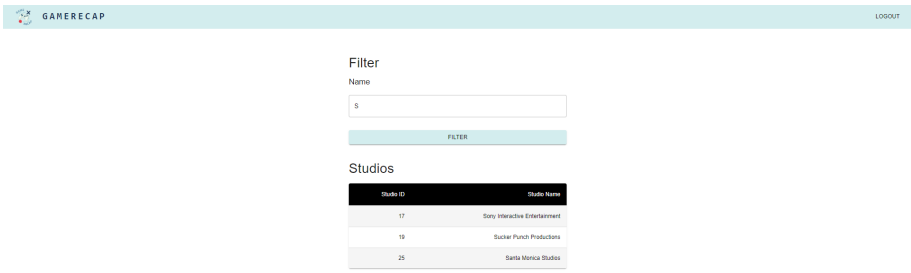 GAMERECAP LOGOUT
Filter
Name
S
FILTER
Studios
Studio ID Studio Name
17 Sony Interactive Entertainment
19 Sucker Punch Productions
25 Santa Monica Studios